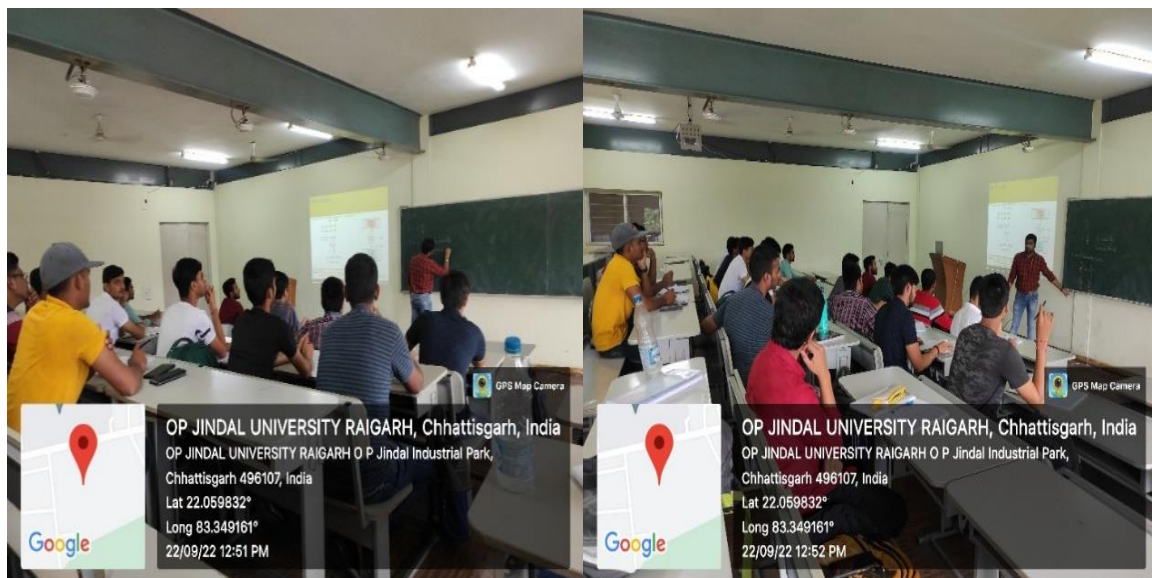 GPS Map Camera
OP JINDAL UNIVERSITY RAIGARH, Chhattisgarh, India
OP JINDAL UNIVERSITY RAIGARH O P Jindal Industrial Park,
Chhattisgarh 496107, India
Lat 22.059832°
Long 83.349161°
22/09/22 12:51 PM
Google
GPS Map Camera
OP JINDAL UNIVERSITY RAIGARH, Chhattisgarh, India
OP JINDAL UNIVERSITY RAIGARH O P Jindal Industrial Park,
Chhattisgarh 496107, India
Lat 22.059832°
Long 83.349161°
22/09/22 12:52 PM
Google